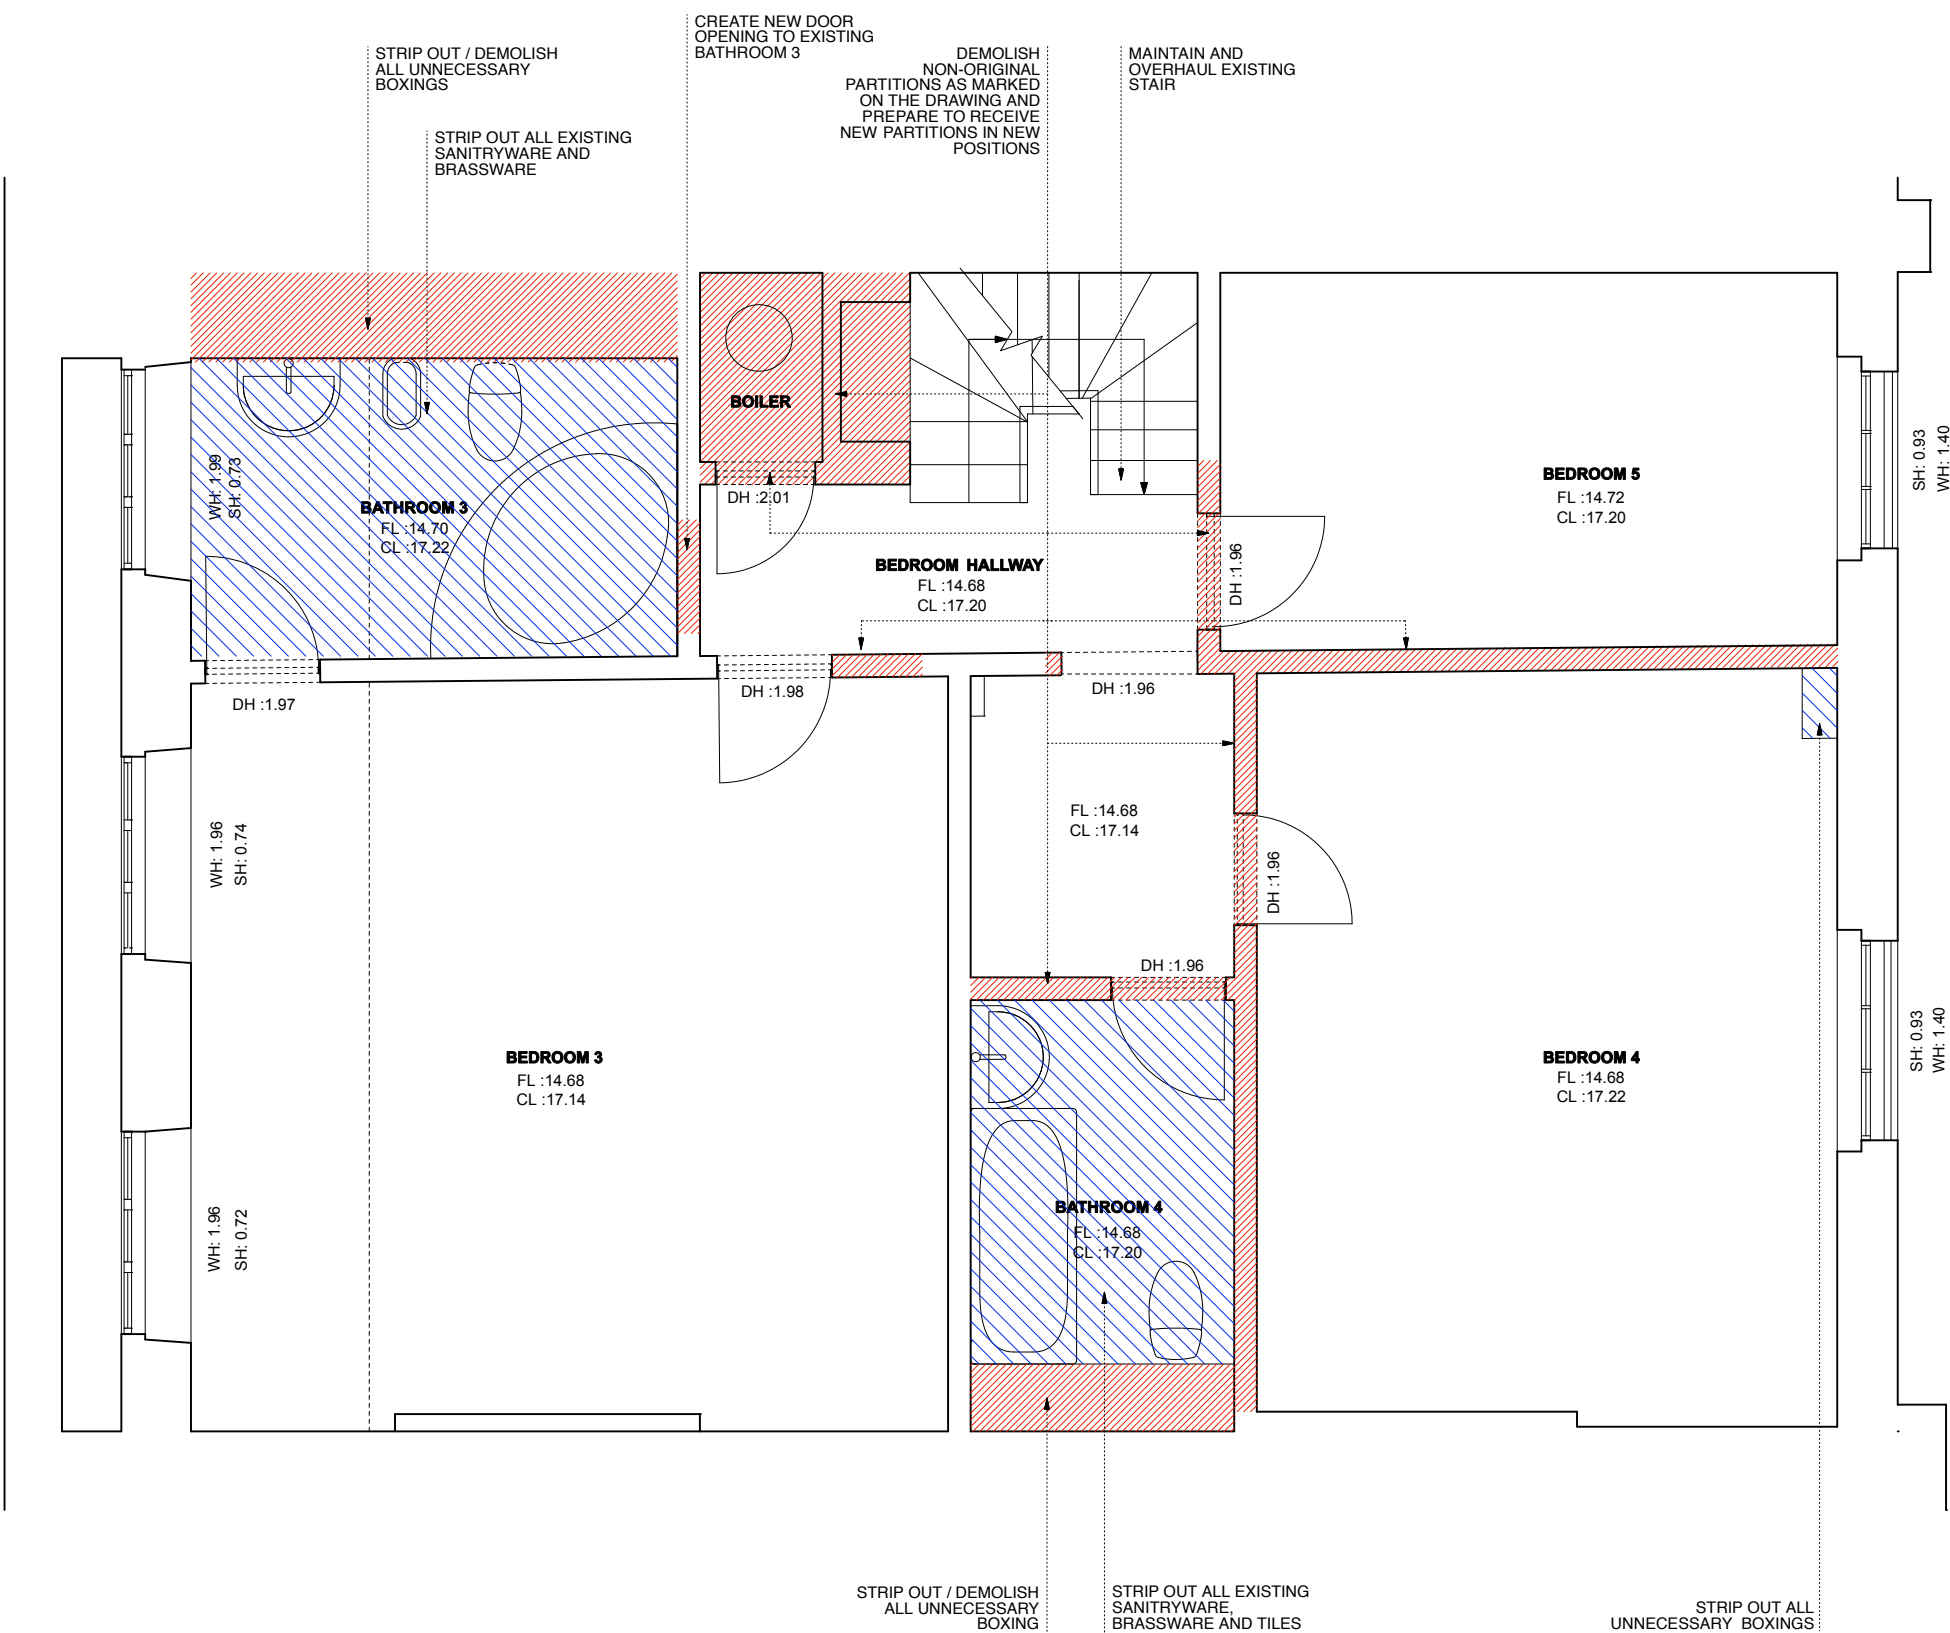 CREATE NEW DOOR
OPENING TO EXISTING
BATHROOM 3
STRIP OUT / DEMOLISH
ALL UNNECESSARY
BOXINGS
DEMOLISH
NON-ORIGINAL
PARTITIONS AS MARKED
ON THE DRAWING AND
PREPARE TO RECEIVE
NEW PARTITIONS IN NEW
POSITIONS
MAINTAIN AND
OVERHAUL EXISTING
STAIR
STRIP OUT ALL EXISTING
SANITRYWARE AND
BRASSWARE
BOILER
DH :2.01
WH: 1.99
SH: 0.73
BATHROOM 3
FL :14.70
CL :17.22
BEDROOM 5
FL :14.72
CL :17.20
SH: 0.93
WH: 1.40
BEDROOM HALLWAY
FL :14.68
CL :17.20
DH :1.96
DH :1.97
DH :1.98
DH :1.96
WH: 1.96
SH: 0.74
FL :14.68
CL :17.14
DH :1.96
DH :1.96
BEDROOM 3
FL :14.68
CL :17.14
BEDROOM 4
FL :14.68
CL :17.22
SH: 0.93
WH: 1.40
WH: 1.96
SH: 0.72
BATHROOM 4
FL :14.68
CL :17.20
STRIP OUT / DEMOLISH
ALL UNNECESSARY
BOXING
STRIP OUT ALL EXISTING
SANITRYWARE,
BRASSWARE AND TILES
STRIP OUT ALL
UNNECESSARY BOXINGS